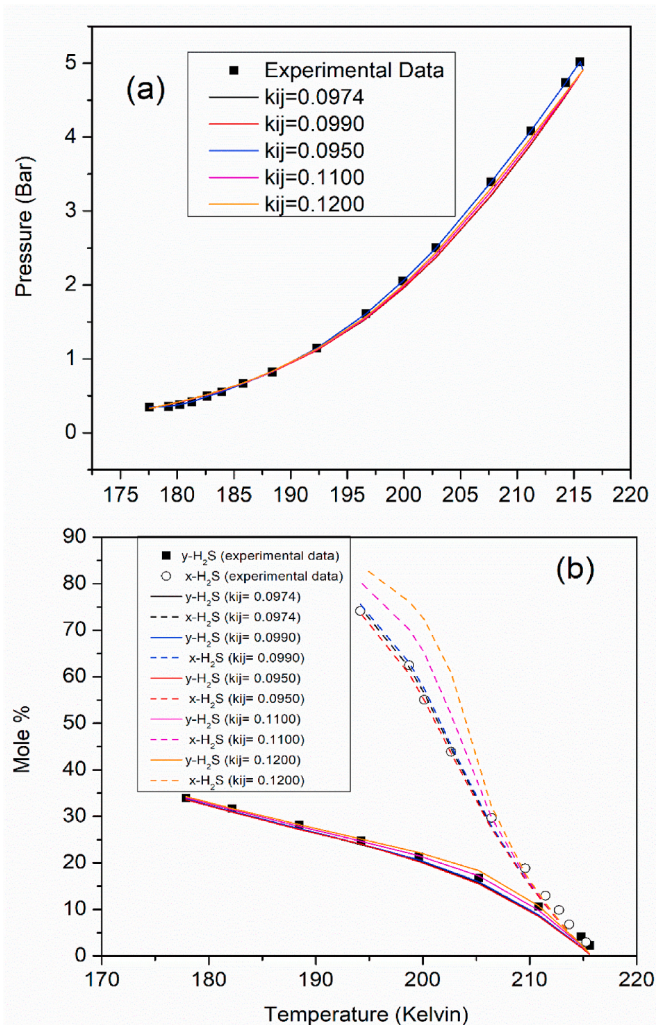 (a)
Experimental Data
kij=0.0974
kij=0.0990
kij=0.0950
kij=0.1100
kij=0.1200
Pressure (Bar)
5
4
3
2
1
0
175 180 185 190 195 200 205 210 215 220
(b)
y-H₂S (experimental data)
x-H₂S (experimental data)
y-H₂S (kij= 0.0974)
x-H₂S (kij= 0.0974)
y-H₂S (kij= 0.0990)
x-H₂S (kij= 0.0990)
y-H₂S (kij= 0.0950)
x-H₂S (kij= 0.0950)
y-H₂S (kij= 0.1100)
x-H₂S (kij= 0.1100)
y-H₂S (kij= 0.1200)
x-H₂S (kij= 0.1200)
Mole %
90
80
70
60
50
40
30
20
10
0
170 180 190 200 210 220
Temperature (Kelvin)